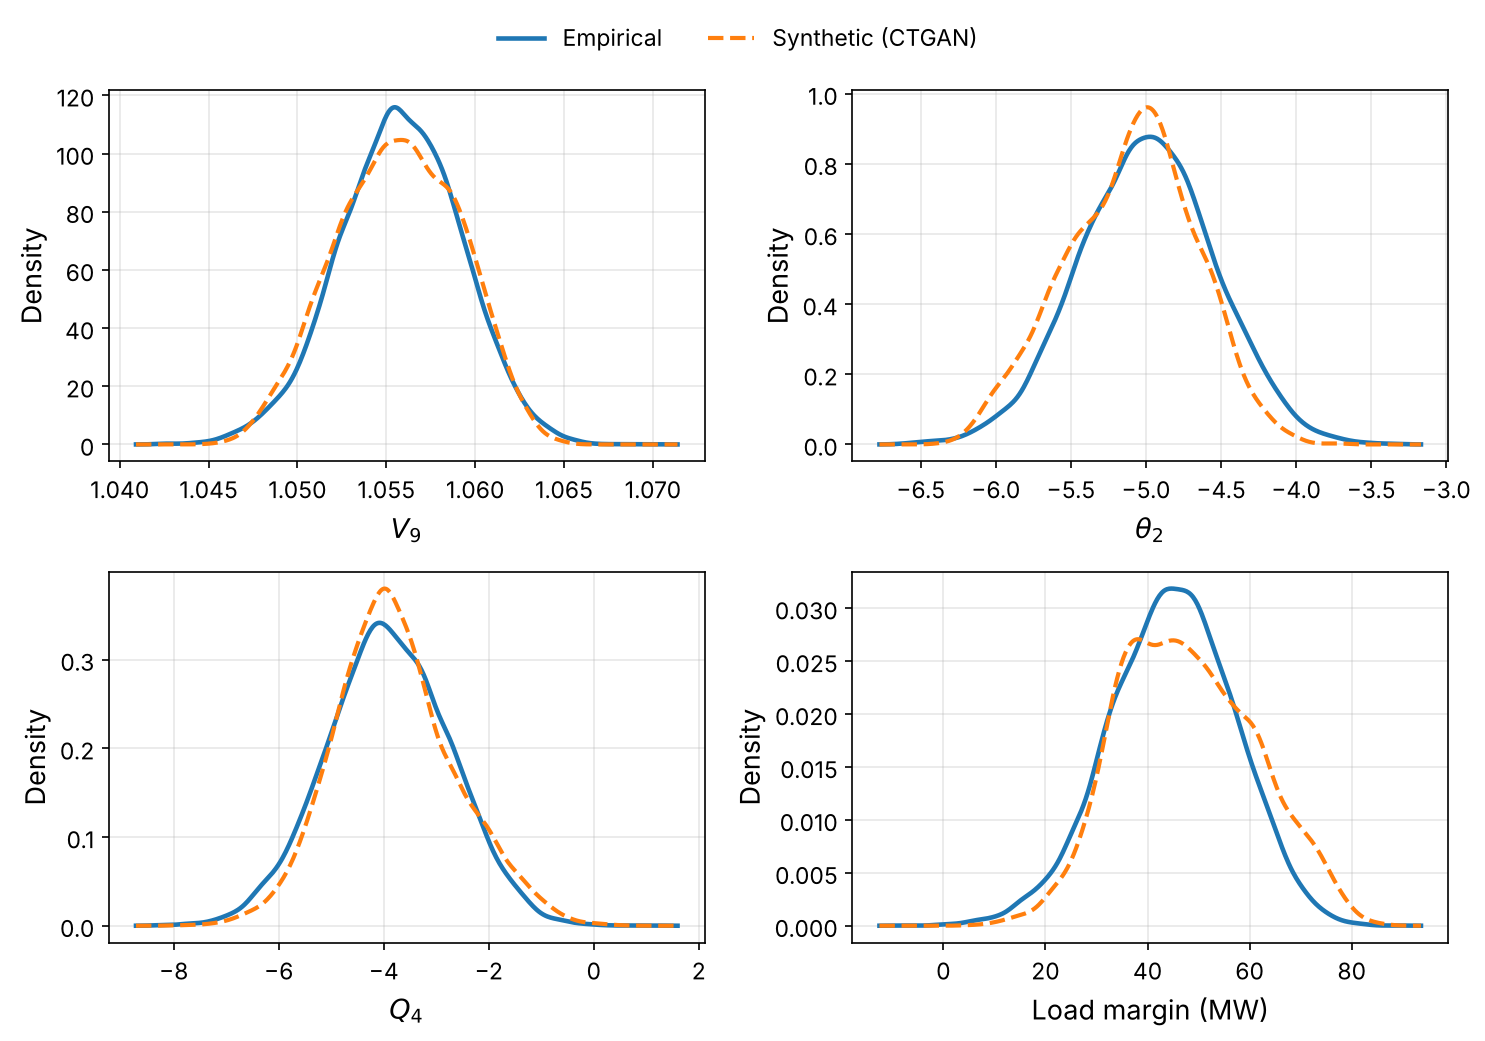 Empirical Synthetic (CTGAN)
120
100
80
60
40
20
0
Density
1.040 1.045 1.050 1.055 1.060 1.065 1.070
V₉
1.0
0.8
0.6
0.4
0.2
0.0
Density
−6.5 −6.0 −5.5 −5.0 −4.5 −4.0 −3.5 −3.0
θ₂
0.3
0.2
0.1
0.0
Density
−8 −6 −4 −2 0 2
Q₄
0.030
0.025
0.020
0.015
0.010
0.005
0.000
Density
0 20 40 60 80
Load margin (MW)